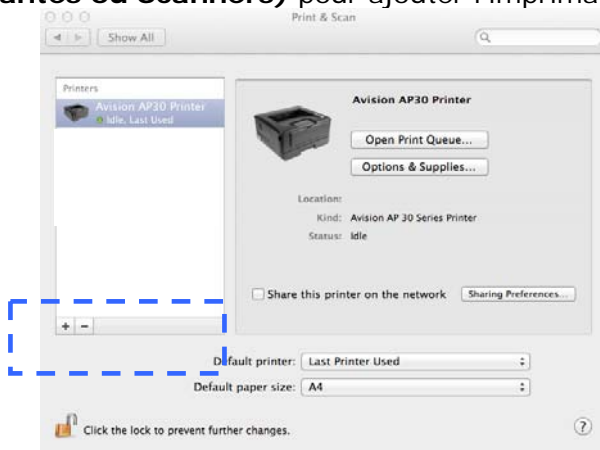 antes ou Scanners) pour ajouter l'imprima
Print & Scan
Show All
Printers
Avision AP30 Printer
Idle, Last Used
Avision AP30 Printer
Open Print Queue...
Options & Supplies...
Location:
Kind: Avision AP 30 Series Printer
Status: Idle
Share this printer on the network Sharing Preferences...
+ −
Default printer: Last Printer Used
Default paper size: A4
Click the lock to prevent further changes. ?